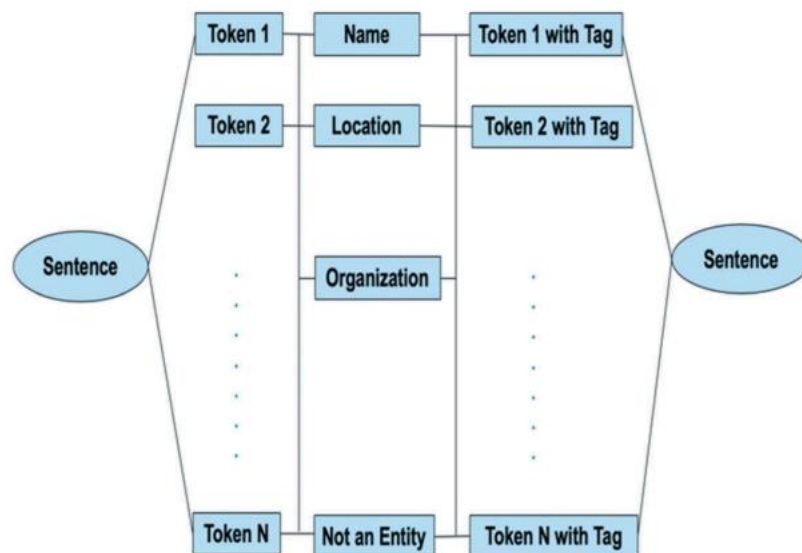 Token 1
Name
Token 1 with Tag
Token 2
Location
Token 2 with Tag
Sentence
Organization
Sentence
Token N
Not an Entity
Token N with Tag